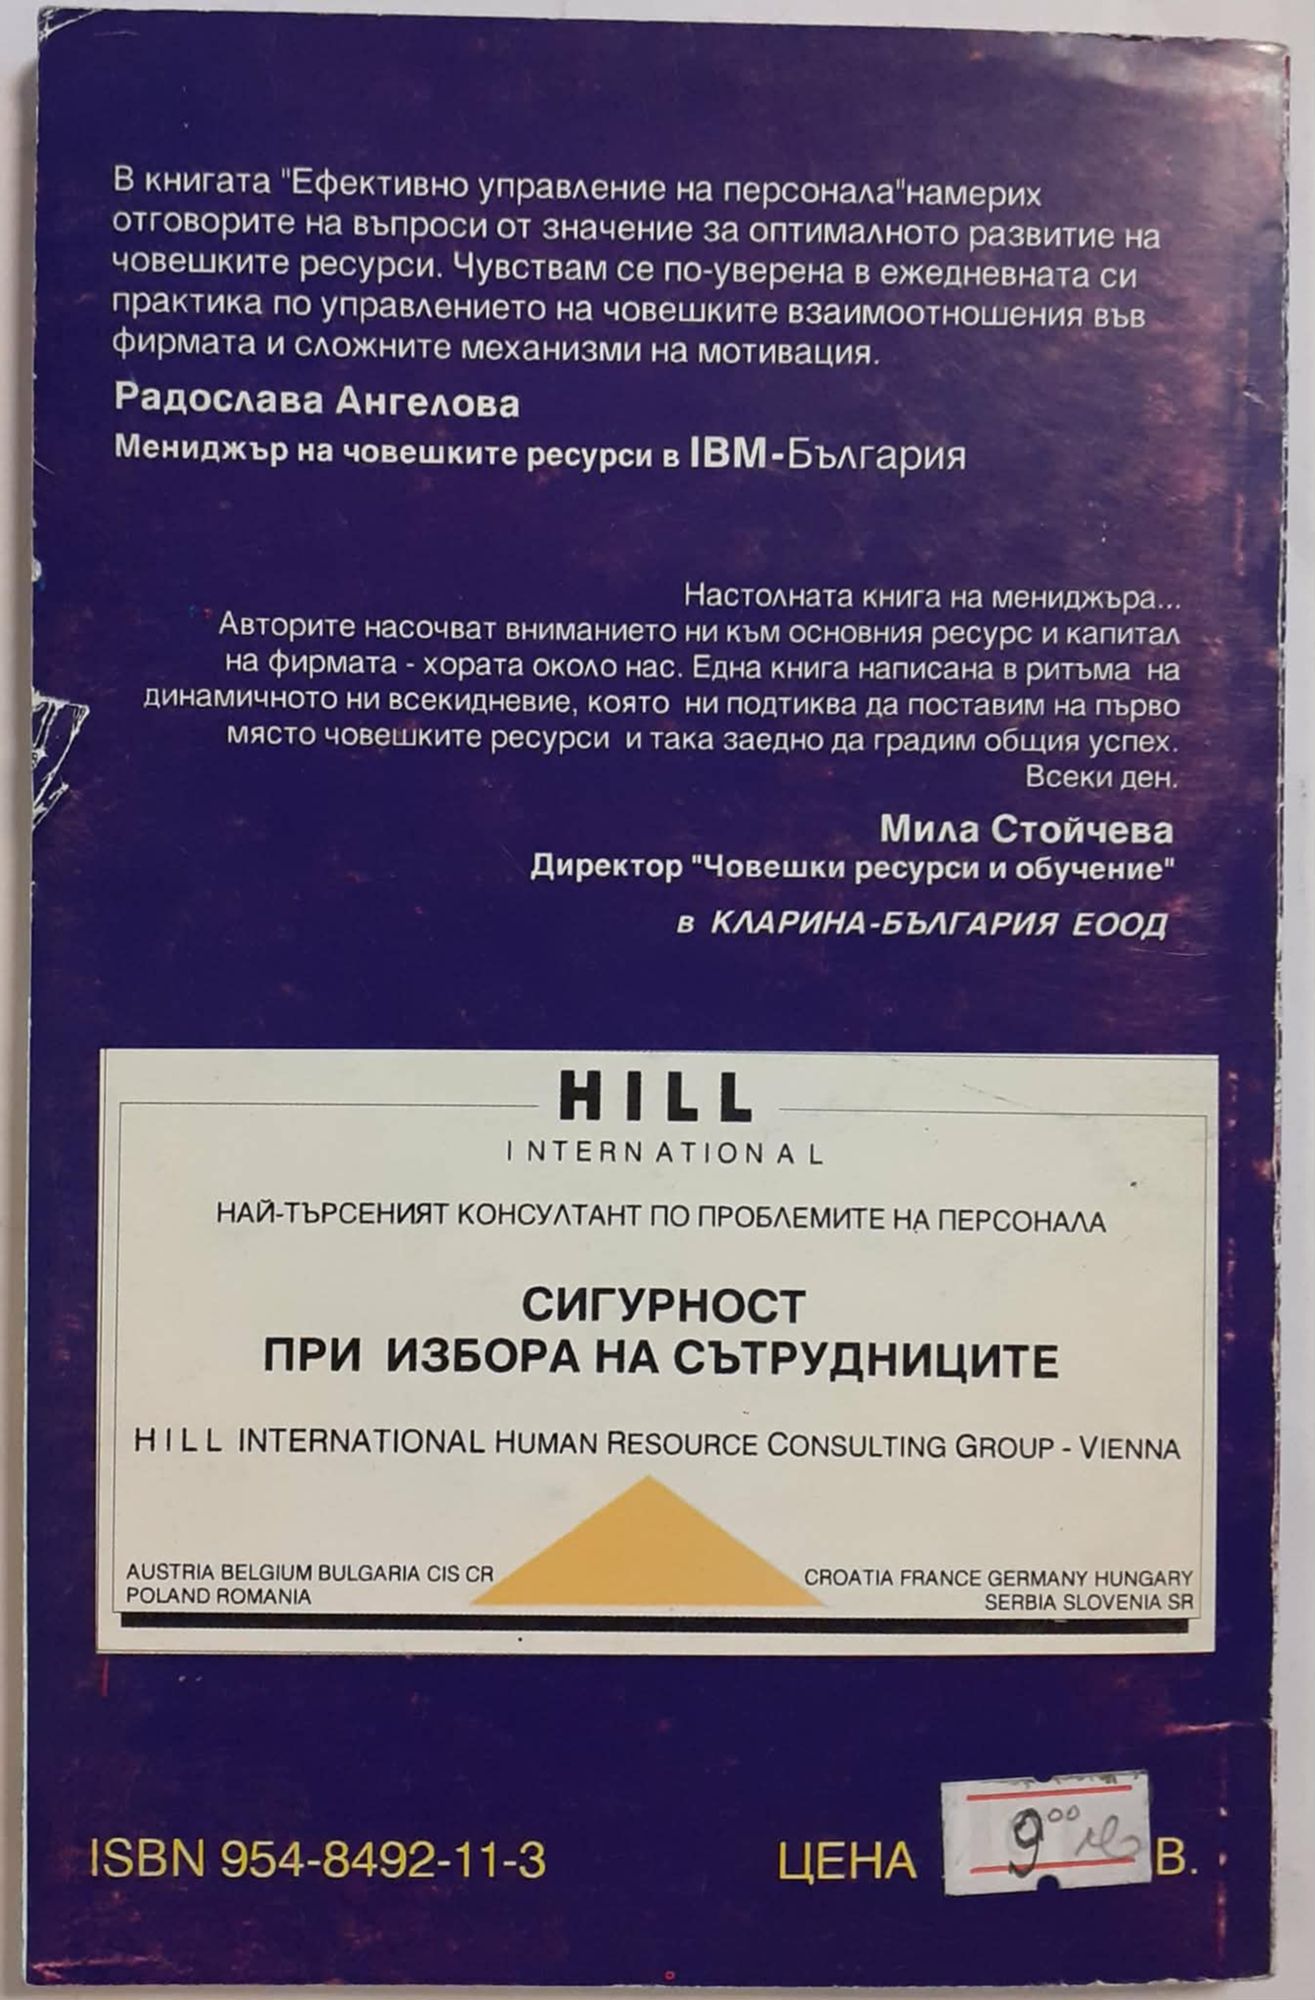 В книгата "Ефективно управление на персонала"намерих
отговорите на въпроси от значение за оптималното развитие на
човешките ресурси. Чувствам се по-уверена в ежедневната си
практика по управлението на човешките взаимоотношения във
фирмата и сложните механизми на мотивация.
Радослава Ангелова
Мениджър на човешките ресурси в IBM-България
Настолната книга на мениджъра...
Авторите насочват вниманието ни към основния ресурс и капитал
на фирмата - хората около нас. Една книга написана в ритъма на
динамичното ни всекидневие, която ни подтиква да поставим на първо
място човешките ресурси и така заедно да градим общия успех.
Всеки ден.
Мила Стойчева
Директор "Човешки ресурси и обучение"
в КЛАРИНА-БЪЛГАРИЯ ЕООД
HILL
INTERNATIONAL
НАЙ-ТЪРСЕНИЯТ КОНСУЛТАНТ ПО ПРОБЛЕМИТЕ НА ПЕРСОНАЛА
СИГУРНОСТ
ПРИ ИЗБОРА НА СЪТРУДНИЦИТЕ
HILL INTERNATIONAL HUMAN RESOURCE CONSULTING GROUP - VIENNA
AUSTRIA BELGIUM BULGARIA CIS CR
POLAND ROMANIA
CROATIA FRANCE GERMANY HUNGARY
SERBIA SLOVENIA SR
ISBN 954-8492-11-3
ЦЕНА 9⁰⁰ лв В.